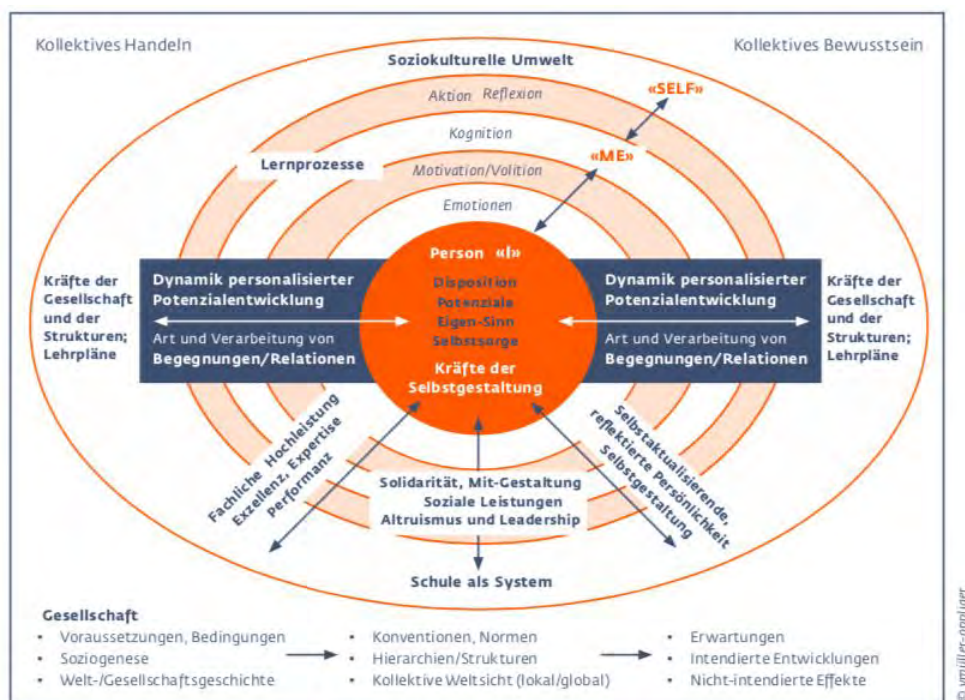 Kollektives Handeln
Kollektives Bewusstsein
Soziokulturelle Umwelt
«SELF»
Aktion Reflexion
Kognition
«ME»
Lernprozesse
Motivation/Volition
Emotionen
Person «I»
Disposition
Potenziale
Eigen-Sinn
Selbstsorge
Kräfte der
Selbstgestaltung
Kräfte der
Gesellschaft
und der
Strukturen;
Lehrpläne
Dynamik personalisierter
Potenzialentwicklung
Art und Verarbeitung von
Begegnungen/Relationen
Dynamik personalisierter
Potenzialentwicklung
Art und Verarbeitung von
Begegnungen/Relationen
Kräfte der
Gesellschaft
und der
Strukturen;
Lehrpläne
Fachliche Hochleistung
Exzellenz, Expertise
Performanz
Solidarität, Mit-Gestaltung
Soziale Leistungen
Altruismus und Leadership
Selbstaktualisierende,
reflektierte Persönlichkeit
Selbstgestaltung
Schule als System
Gesellschaft
• Voraussetzungen, Bedingungen
• Soziogenese
• Welt-/Gesellschaftsgeschichte
• Konventionen, Normen
• Hierarchien/Strukturen
• Kollektive Weltsicht (lokal/global)
• Erwartungen
• Intendierte Entwicklungen
• Nicht-intendierte Effekte